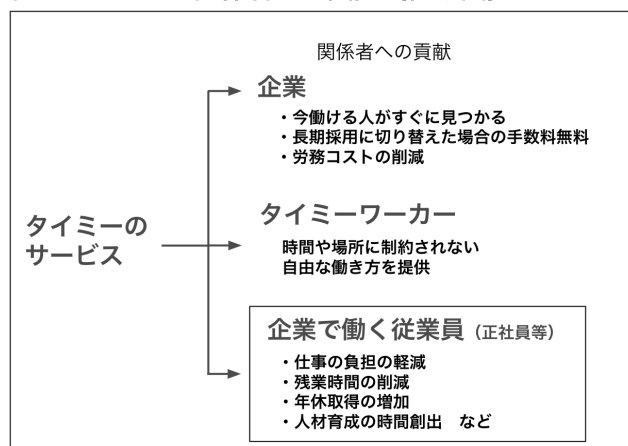 関係者への貢献
企業
・今働ける人がすぐに見つかる
・長期採用に切り替えた場合の手数料無料
・労務コストの削減
タイミーの
サービス
タイミーワーカー
時間や場所に制約されない
自由な働き方を提供
企業で働く従業員（正社員等）
・仕事の負担の軽減
・残業時間の削減
・年休取得の増加
・人材育成の時間創出　など